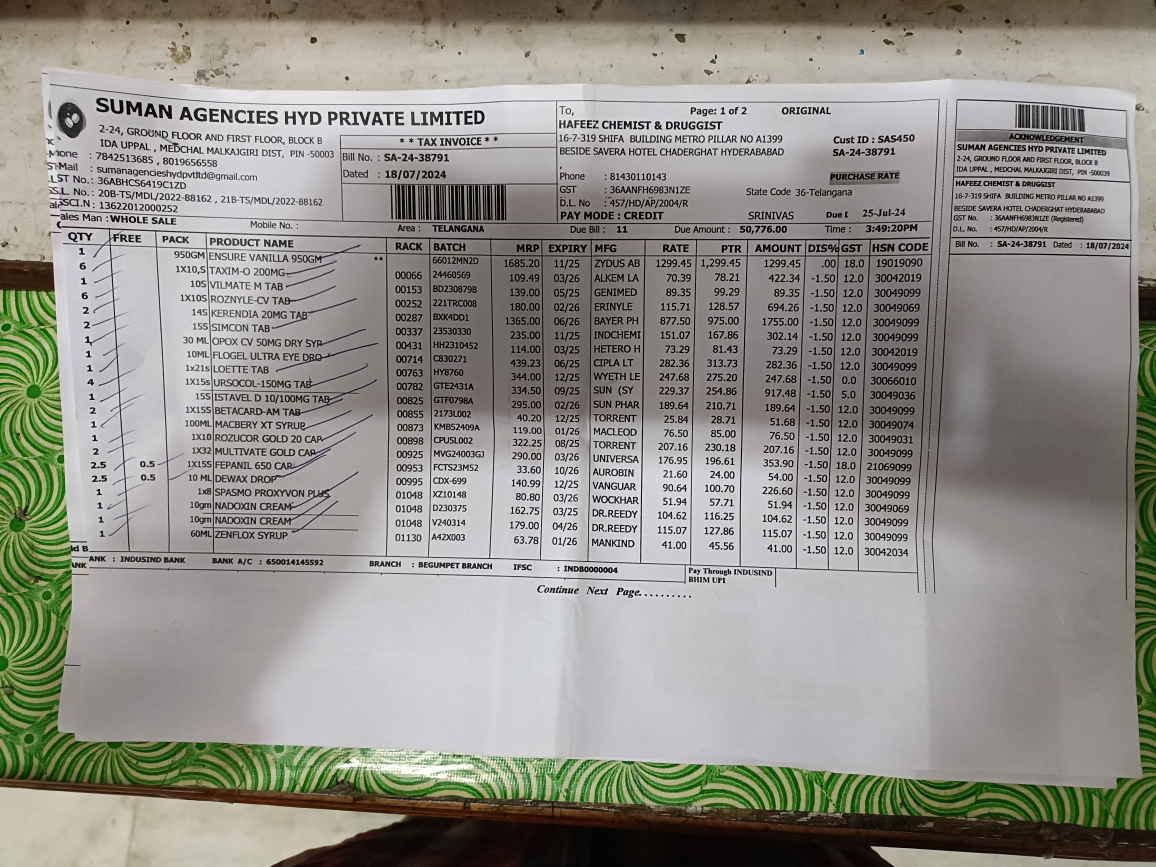 SUMAN AGENCIES HYD PRIVATE LIMITED
2-24, GROUND FLOOR AND FIRST FLOOR, BLOCK B
IDA UPPAL , MEDCHAL MALKAJGIRI DIST, PIN -50003
hone : 7842513685 , 8019656558
Mail : sumanagencieshydpvtltd@gmail.com
ST No. : 36ABHCS6419C1ZD
.L. No.: 20B-TS/MDL/2022-88162 , 21B-TS/MDL/2022-88162
SCI.N : 13622012000252
ales Man : WHOLE SALE Mobile No. :
* * TAX INVOICE * *
Bill No. : SA-24-38791
Dated : 18/07/2024
Area : TELANGANA
To, Page: 1 of 2 ORIGINAL
HAFEEZ CHEMIST & DRUGGIST
16-7-319 SHIFA BUILDING METRO PILLAR NO A1399 Cust ID : SAS450
BESIDE SAVERA HOTEL CHADERGHAT HYDERABABAD SA-24-38791
Phone : 81430110143 PURCHASE RATE
GST : 36AANFH6983N1ZE State Code 36-Telangana
D.L. No : 457/HD/AP/2004/R
PAY MODE : CREDIT SRINIVAS Due D 25-Jul-24
Due Bill : 11 Due Amount : 50,776.00 Time : 3:49:20PM
QTY FREE PACK PRODUCT NAME RACK BATCH MRP EXPIRY MFG RATE PTR AMOUNT DIS% GST HSN CODE
1 950GM ENSURE VANILLA 950GM ** 66012MN2D 1685.20 11/25 ZYDUS AB 1299.45 1,299.45 1299.45 .00 18.0 19019090
6 1X10,S TAXIM-O 200MG 00066 24460569 109.49 03/26 ALKEM LA 70.39 78.21 422.34 -1.50 12.0 30042019
1 10S VILMATE M TAB 00153 BD230879B 139.00 05/25 GENIMED 89.35 99.29 89.35 -1.50 12.0 30049099
6 1X10S ROZNYLE-CV TAB 00252 221TRC008 180.00 02/26 ERINYLE 115.71 128.57 694.26 -1.50 12.0 30049069
2 14S KERENDIA 20MG TAB 00287 BXK4DD1 1365.00 06/26 BAYER PH 877.50 975.00 1755.00 -1.50 12.0 30049099
2 15S SIMCON TAB 00337 23530330 235.00 11/25 INDCHEMI 151.07 167.86 302.14 -1.50 12.0 30049099
1 30 ML OPOX CV 50MG DRY SYR 00431 HH2310452 114.00 03/25 HETERO H 73.29 81.43 73.29 -1.50 12.0 30042019
1 10ML FLOGEL ULTRA EYE DRO 00714 C830271 439.23 06/25 CIPLA LT 282.36 313.73 282.36 -1.50 12.0 30049099
1 1x21s LOETTE TAB 00763 HY8760 344.00 12/25 WYETH LE 247.68 275.20 247.68 -1.50 0.0 30066010
4 1X15s URSOCOL-150MG TAB 00782 GTE2431A 334.50 09/25 SUN (SY 229.37 254.86 917.48 -1.50 5.0 30049036
1 15S ISTAVEL D 10/100MG TAB 00825 GTF0798A 295.00 02/26 SUN PHAR 189.64 210.71 189.64 -1.50 12.0 30049099
2 1X15S BETACARD-AM TAB 00855 2173L002 40.20 12/25 TORRENT 25.84 28.71 51.68 -1.50 12.0 30049074
1 100ML MACBERY XT SYRUP 00873 KMB52409A 119.00 01/26 MACLEOD 76.50 85.00 76.50 -1.50 12.0 30049031
1 1X10 ROZUCOR GOLD 20 CAP 00898 CPU5L002 322.25 08/25 TORRENT 207.16 230.18 207.16 -1.50 12.0 30049099
2 1X32 MULTIVATE GOLD CAP 00925 MVG24003GJ 290.00 03/26 UNIVERSA 176.95 196.61 353.90 -1.50 18.0 21069099
2.5 0.5 1X15S FEPANIL 650 CAP 00953 FCTS23M52 33.60 10/26 AUROBIN 21.60 24.00 54.00 -1.50 12.0 30049099
2.5 0.5 10 ML DEWAX DROP 00995 CDX-699 140.99 12/25 VANGUAR 90.64 100.70 226.60 -1.50 12.0 30049099
1 1x8 SPASMO PROXYVON PLUS 01048 XZ10148 80.80 03/26 WOCKHAR 51.94 57.71 51.94 -1.50 12.0 30049069
1 10gm NADOXIN CREAM 01048 D230375 162.75 03/25 DR.REEDY 104.62 116.25 104.62 -1.50 12.0 30049099
1 10gm NADOXIN CREAM 01048 V240314 179.00 04/26 DR.REEDY 115.07 127.86 115.07 -1.50 12.0 30049099
1 60ML ZENFLOX SYRUP 01130 A42X003 63.78 01/26 MANKIND 41.00 45.56 41.00 -1.50 12.0 30042034
ANK : INDUSIND BANK BANK A/C : 650014145592 BRANCH : BEGUMPET BRANCH IFSC : INDB0000004 Pay Through INDUSIND
BHIM UPI
Continue Next Page..........
ACKNOWLEDGEMENT
SUMAN AGENCIES HYD PRIVATE LIMITED
2-24, GROUND FLOOR AND FIRST FLOOR, BLOCK B
IDA UPPAL , MEDCHAL MALKAJGIRI DIST, PIN -500039
HAFEEZ CHEMIST & DRUGGIST
16-7-319 SHIFA BUILDING METRO PILLAR NO A1399
BESIDE SAVERA HOTEL CHADERGHAT HYDERABABAD
GST No. : 36AANFH6983N1ZE (Registered)
D.L. No. : 457/HD/AP/2004/R
Bill No. : SA-24-38791 Dated : 18/07/2024